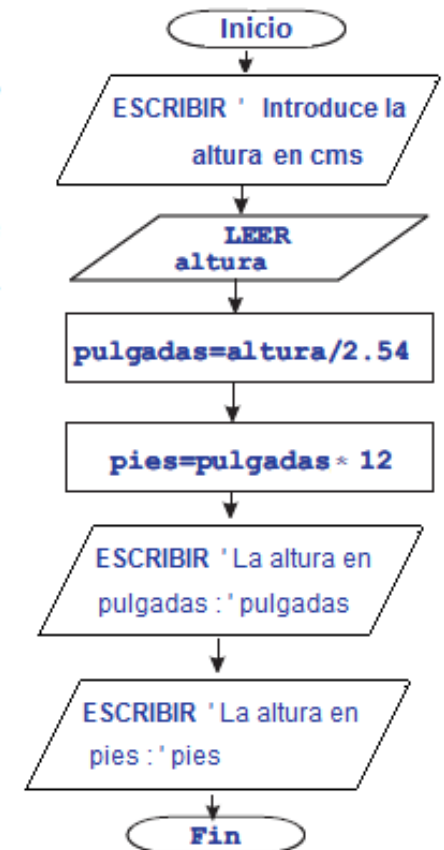 Inicio
ESCRIBIR ' Introduce la
altura en cms
LEER
altura
pulgadas=altura/2.54
pies=pulgadas * 12
ESCRIBIR ' La altura en
pulgadas : ' pulgadas
ESCRIBIR ' La altura en
pies : ' pies
Fin